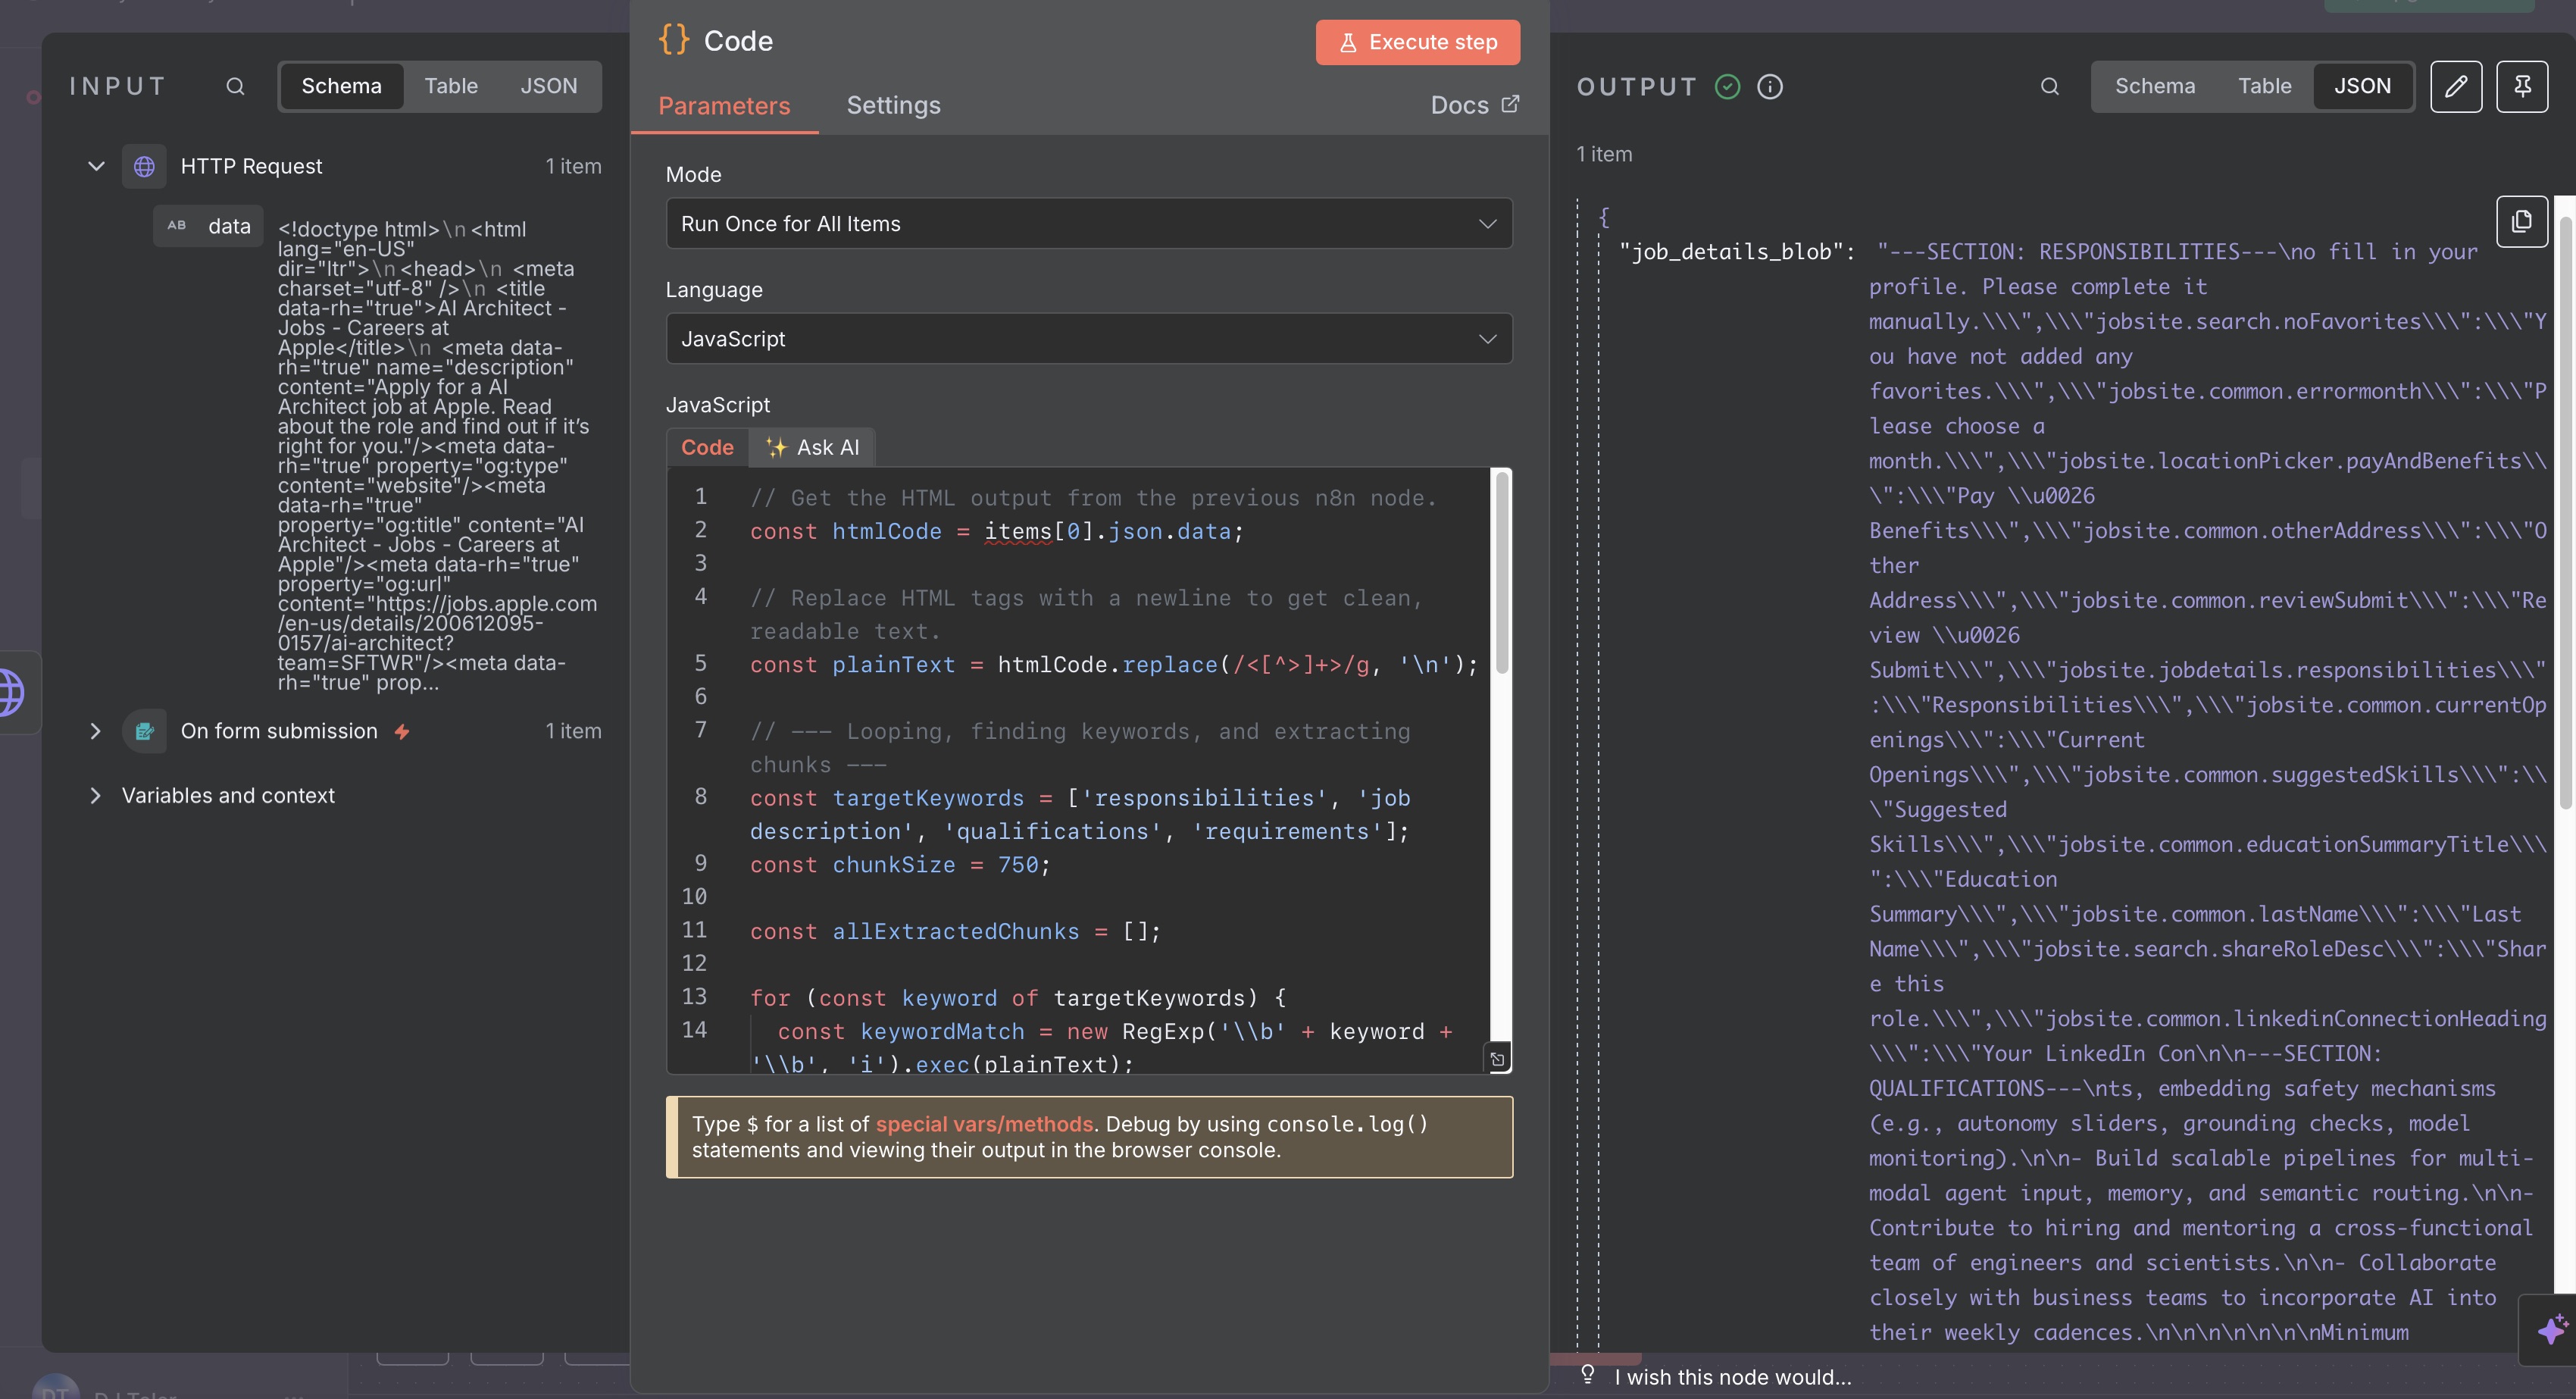 INPUT
Schema
Table
JSON
HTTP Request
1 item
AB data
<!doctype html>\n<html
lang="en-US"
dir="ltr">\n<head>\n <meta
charset="utf-8" />\n <title
data-rh="true">AI Architect -
Jobs - Careers at
Apple</title>\n <meta data-
rh="true" name="description"
content="Apply for a AI
Architect job at Apple. Read
about the role and find out if it’s
right for you."/><meta data-
rh="true" property="og:type"
content="website"/><meta
data-rh="true"
property="og:title" content="AI
Architect - Jobs - Careers at
Apple"/><meta data-rh="true"
property="og:url"
content="https://jobs.apple.com
/en-us/details/200612095-
0157/ai-architect?
team=SFTWR"/><meta data-
rh="true" prop...
On form submission
1 item
Variables and context
{} Code
Execute step
Parameters
Settings
Docs
Mode
Run Once for All Items
Language
JavaScript
JavaScript
Code
Ask AI
1 // Get the HTML output from the previous n8n node.
2 const htmlCode = items[0].json.data;
3
4 // Replace HTML tags with a newline to get clean,
readable text.
5 const plainText = htmlCode.replace(/<[^>]+>/g, '\n');
6
7 // --- Looping, finding keywords, and extracting
chunks ---
8 const targetKeywords = ['responsibilities', 'job
description', 'qualifications', 'requirements'];
9 const chunkSize = 750;
10
11 const allExtractedChunks = [];
12
13 for (const keyword of targetKeywords) {
14 const keywordMatch = new RegExp('\\b' + keyword +
'\\b', 'i').exec(plainText);
Type $ for a list of special vars/methods. Debug by using console.log()
statements and viewing their output in the browser console.
OUTPUT
Schema
Table
JSON
1 item
{
"job_details_blob": "---SECTION: RESPONSIBILITIES---\no fill in your
profile. Please complete it
manually.\\\",\\\"jobsite.search.noFavorites\\\":\\\"Y
ou have not added any
favorites.\\\",\\\"jobsite.common.errormonth\\\":\\\"P
lease choose a
month.\\\",\\\"jobsite.locationPicker.payAndBenefits\\
\":\\\"Pay \\u0026
Benefits\\\",\\\"jobsite.common.otherAddress\\\":\\\"O
ther
Address\\\",\\\"jobsite.common.reviewSubmit\\\":\\\"Re
view \\u0026
Submit\\\",\\\"jobsite.jobdetails.responsibilities\\\"
:\\\"Responsibilities\\\",\\\"jobsite.common.currentOp
enings\\\":\\\"Current
Openings\\\",\\\"jobsite.common.suggestedSkills\\\":\\
\"Suggested
Skills\\\",\\\"jobsite.common.educationSummaryTitle\\\
":\\\"Education
Summary\\\",\\\"jobsite.common.lastName\\\":\\\"Last
Name\\\",\\\"jobsite.search.shareRoleDesc\\\":\\\"Shar
e this
role.\\\",\\\"jobsite.common.linkedinConnectionHeading
\\\":\\\"Your LinkedIn Con\n\n---SECTION:
QUALIFICATIONS---\nts, embedding safety mechanisms
(e.g., autonomy sliders, grounding checks, model
monitoring).\n\n- Build scalable pipelines for multi-
modal agent input, memory, and semantic routing.\n\n-
Contribute to hiring and mentoring a cross-functional
team of engineers and scientists.\n\n- Collaborate
closely with business teams to incorporate AI into
their weekly cadences.\n\n\n\n\n\n\nMinimum
I wish this node would...